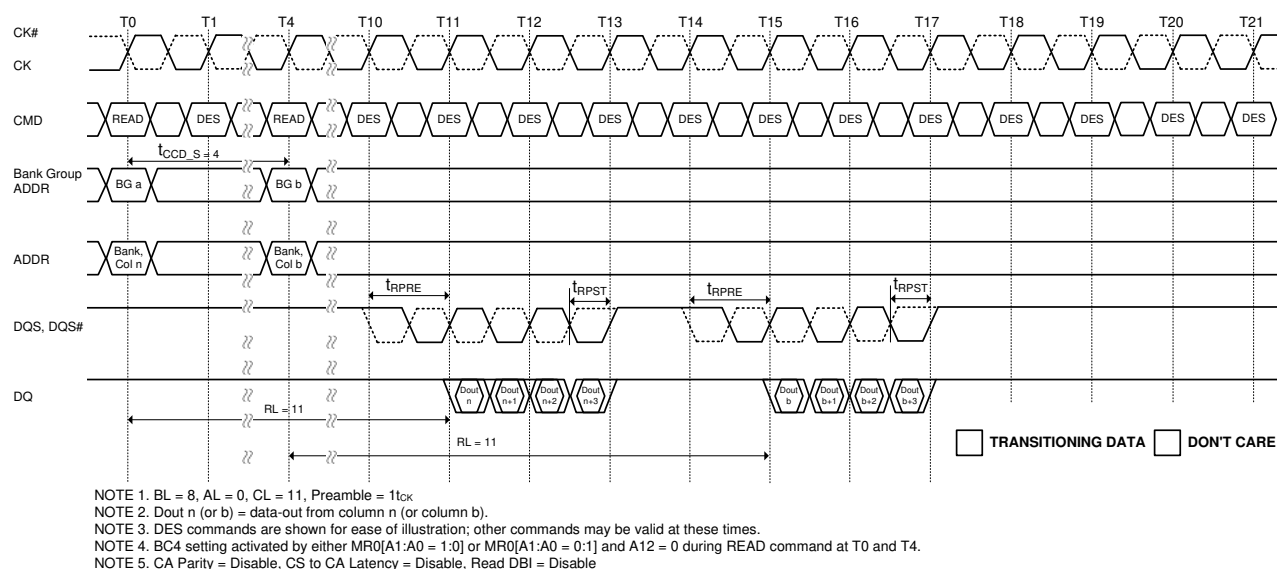 T0 T1 T4 T10 T11 T12 T13 T14 T15 T16 T17 T18 T19 T20 T21
CK#
CK
CMD READ DES READ DES DES DES DES DES DES DES DES DES DES DES DES
tCCD_S = 4
Bank Group
ADDR
BG a BG b
ADDR
Bank,
Col n
Bank,
Col b
tRPRE tRPST tRPRE tRPST
DQS, DQS#
DQ
Dout
n
Dout
n+1
Dout
n+2
Dout
n+3
Dout
b
Dout
b+1
Dout
b+2
Dout
b+3
RL = 11
RL = 11
TRANSITIONING DATA DON'T CARE
NOTE 1. BL = 8, AL = 0, CL = 11, Preamble = 1tCK
NOTE 2. Dout n (or b) = data-out from column n (or column b).
NOTE 3. DES commands are shown for ease of illustration; other commands may be valid at these times.
NOTE 4. BC4 setting activated by either MR0[A1:A0 = 1:0] or MR0[A1:A0 = 0:1] and A12 = 0 during READ command at T0 and T4.
NOTE 5. CA Parity = Disable, CS to CA Latency = Disable, Read DBI = Disable